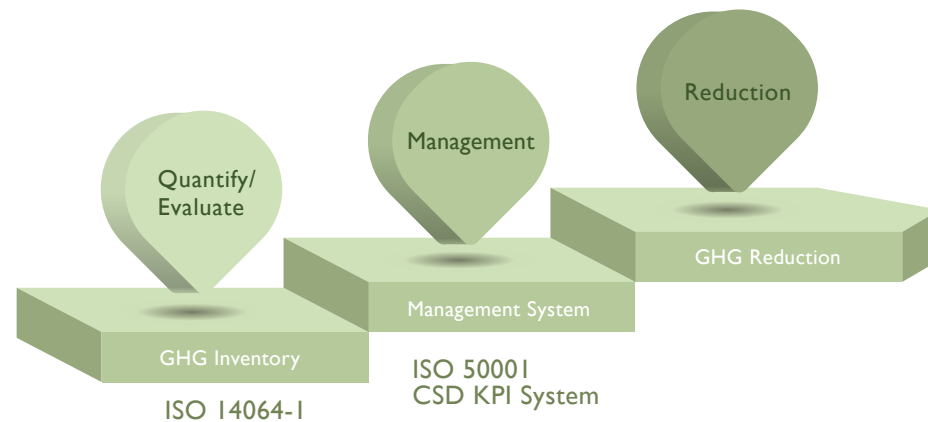 Quantify/
Evaluate
GHG Inventory
ISO 14064-1
Management
Management System
ISO 50001
CSD KPI System
Reduction
GHG Reduction